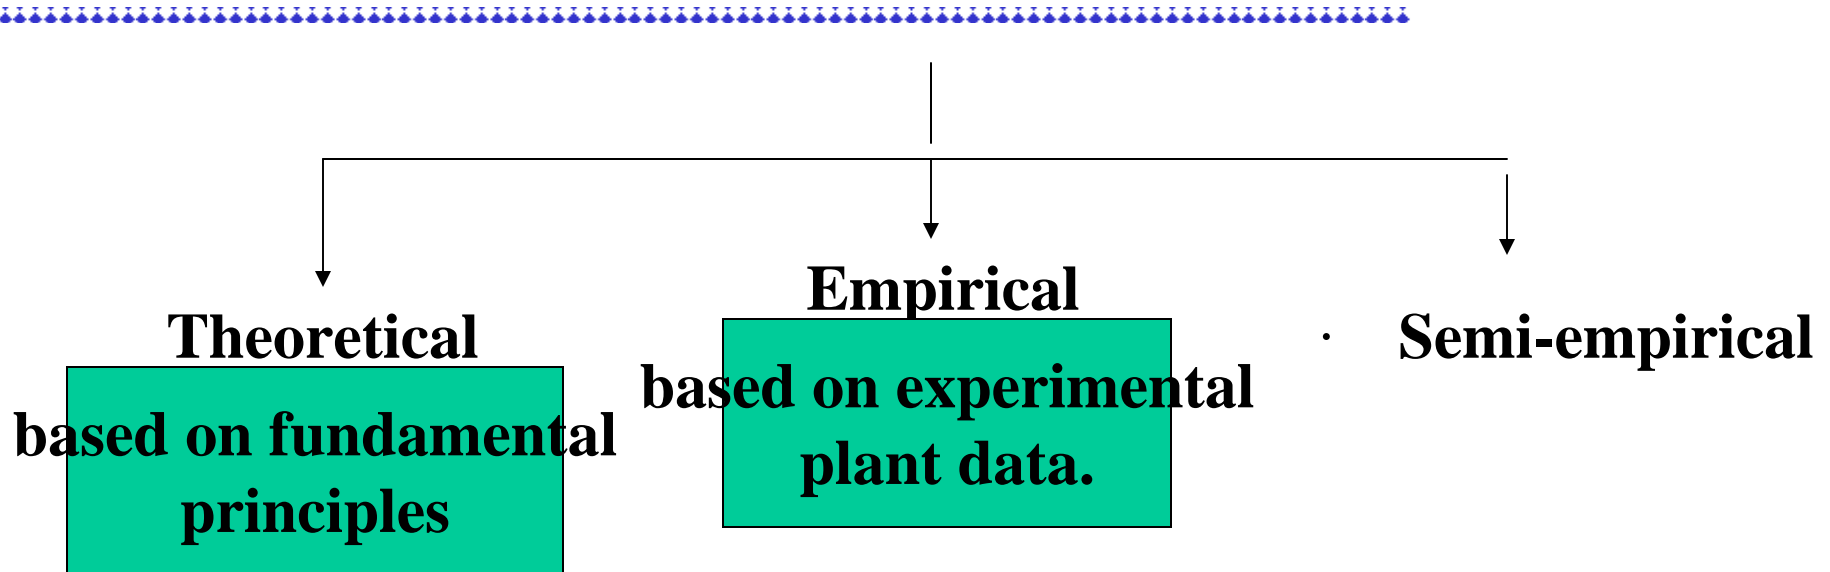 Theoretical
based on fundamental
principles
Empirical
based on experimental
plant data.
· Semi-empirical